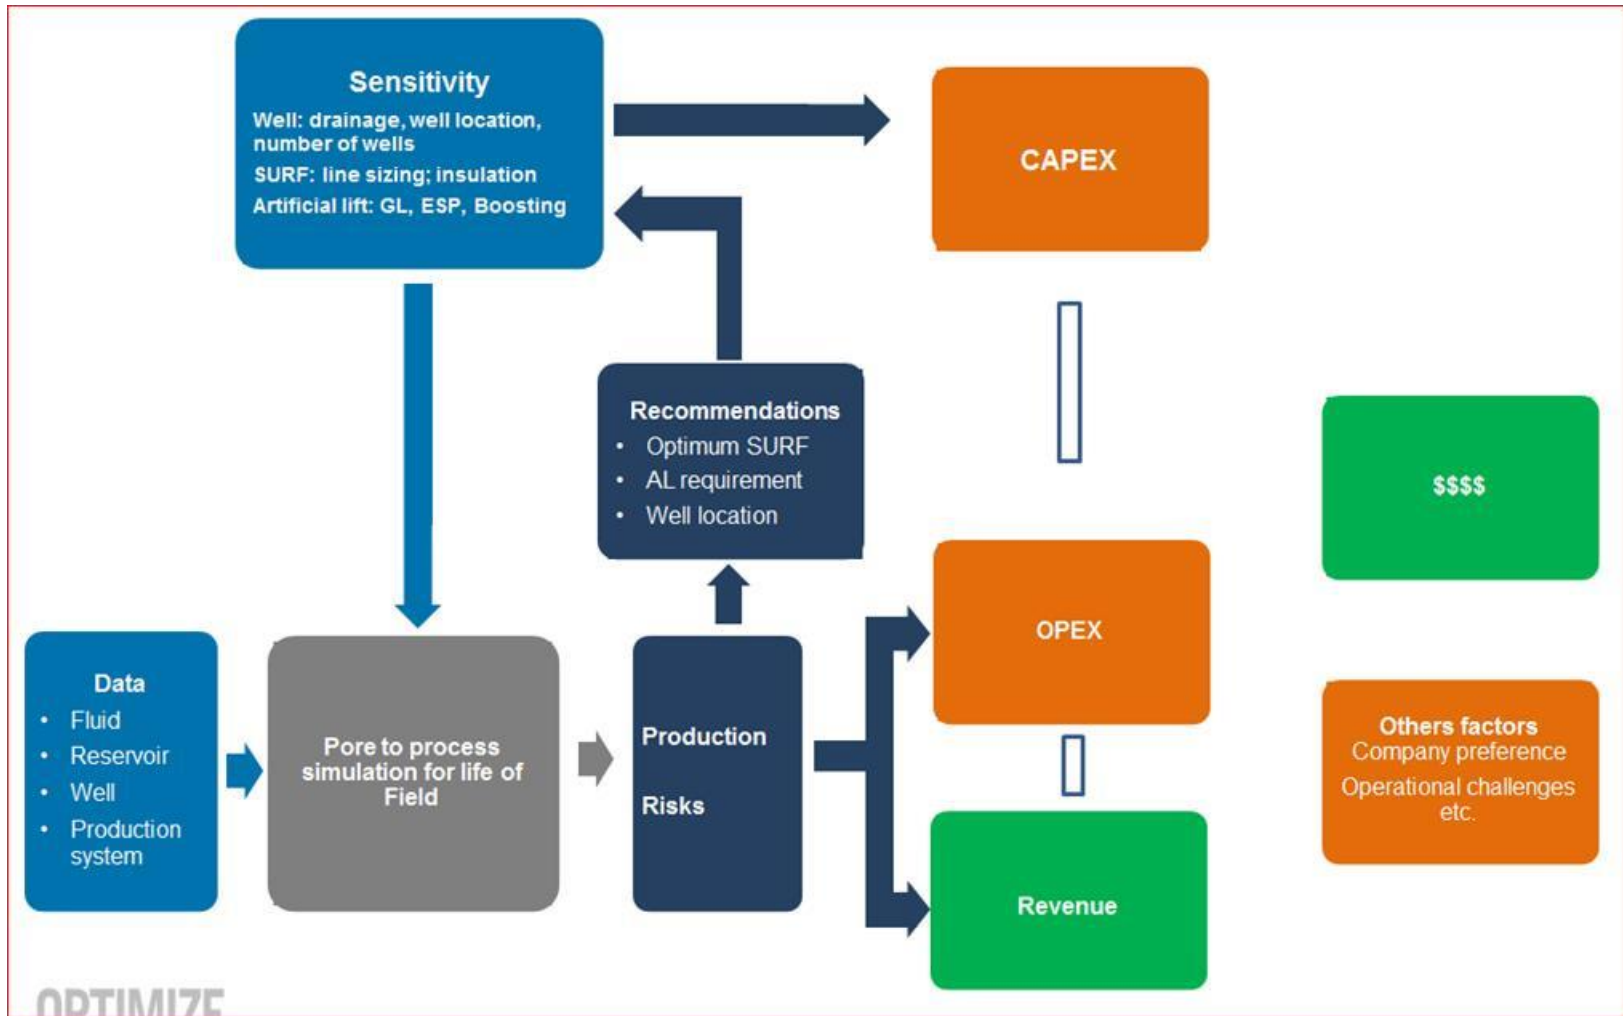 Sensitivity
Well: drainage, well location,
number of wells
SURF: line sizing; insulation
Artificial lift: GL, ESP, Boosting
CAPEX
Recommendations
• Optimum SURF
• AL requirement
• Well location
$$$$
OPEX
Data
• Fluid
• Reservoir
• Well
• Production
system
Pore to process
simulation for life of
Field
Production
Risks
Others factors
Company preference
Operational challenges
etc.
Revenue
OPTIMIZE